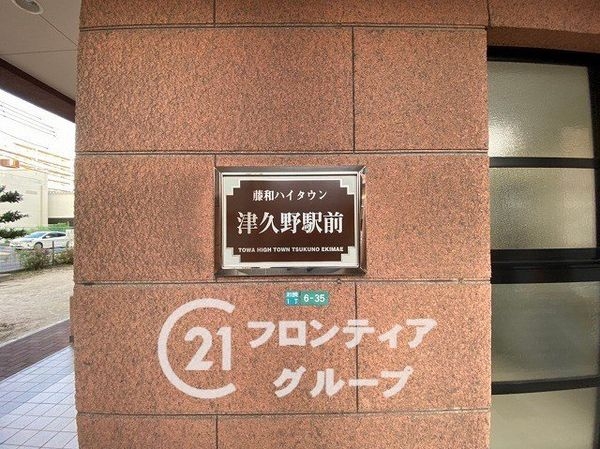 藤和ハイタウン
津久野駅前
TOWA HIGH TOWN TSUKUNO EKIMAE
6-35
21 フロンティア
グループ